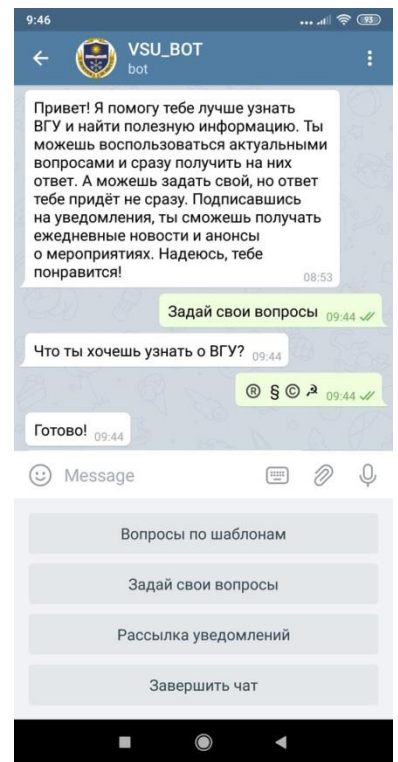 9:46
93
VSU_BOT
bot
Привет! Я помогу тебе лучше узнать
ВГУ и найти полезную информацию. Ты
можешь воспользоваться актуальными
вопросами и сразу получить на них
ответ. А можешь задать свой, но ответ
тебе придёт не сразу. Подписавшись
на уведомления, ты сможешь получать
ежедневные новости и анонсы
о мероприятиях. Надеюсь, тебе
понравится!
08:53
Задай свои вопросы 09:44
Что ты хочешь узнать о ВГУ? 09:44
® § © ☭ 09:44
Готово! 09:44
Message
Вопросы по шаблонам
Задай свои вопросы
Рассылка уведомлений
Завершить чат